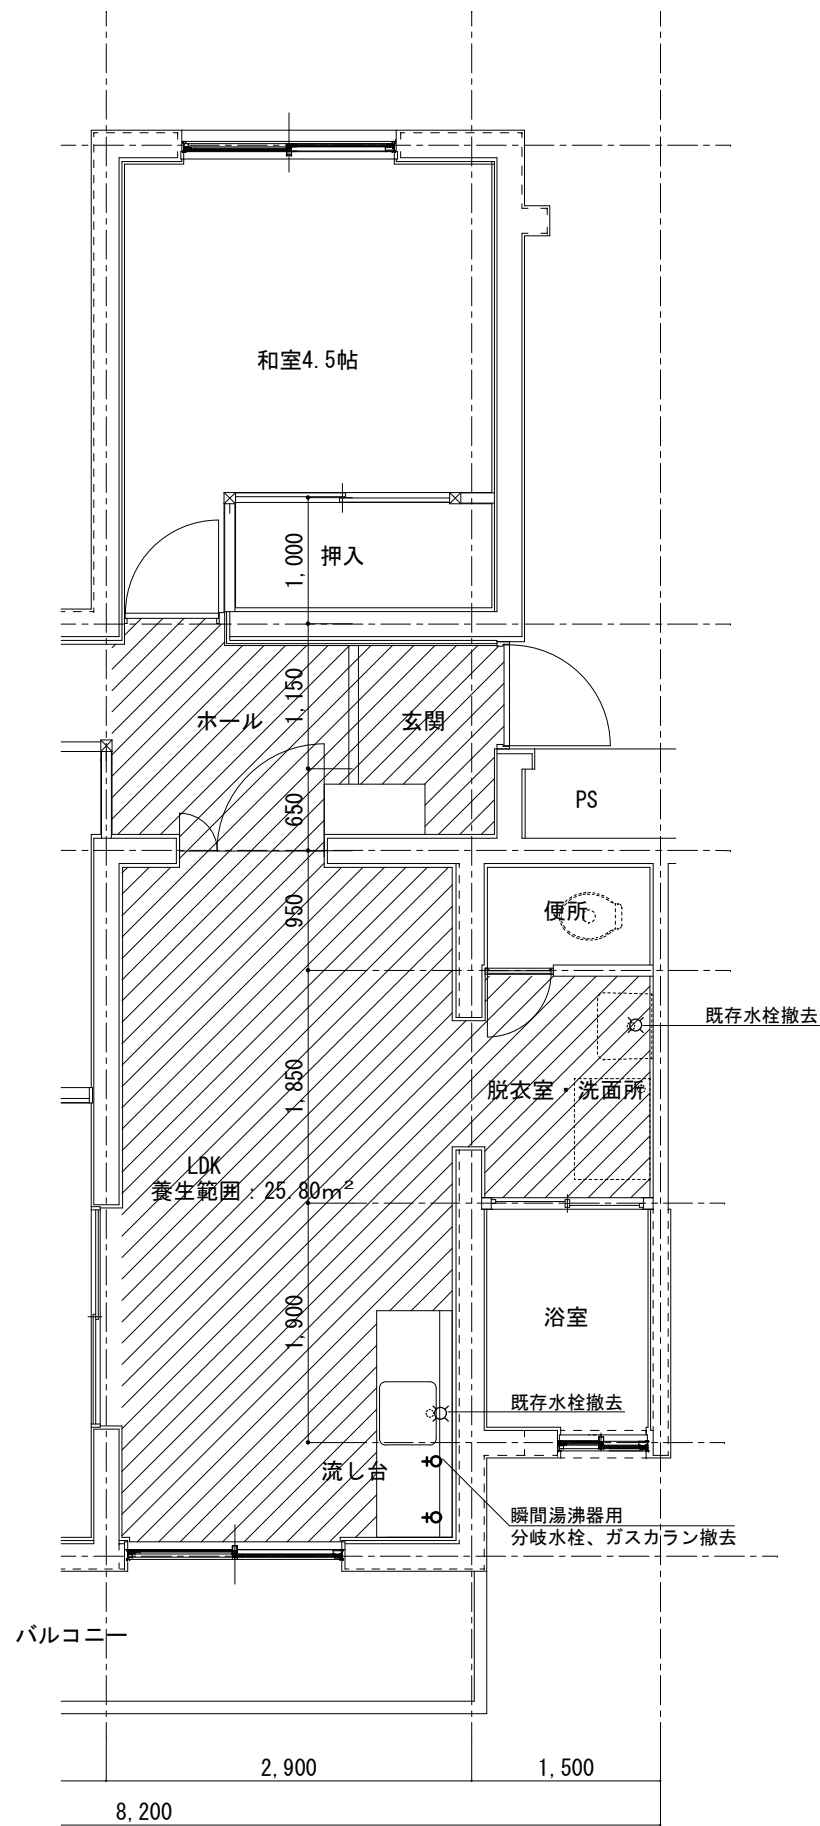 和室4.5帖
1,000
押入
1,150
ホール
玄関
650
PS
950
便所
既存水栓撤去
1,850
脱衣室・洗面所
LDK
養生範囲：25.80m²
1,900
浴室
既存水栓撤去
流し台
瞬間湯沸器用
分岐水栓、ガスカラン撤去
バルコニー
2,900
1,500
8,200